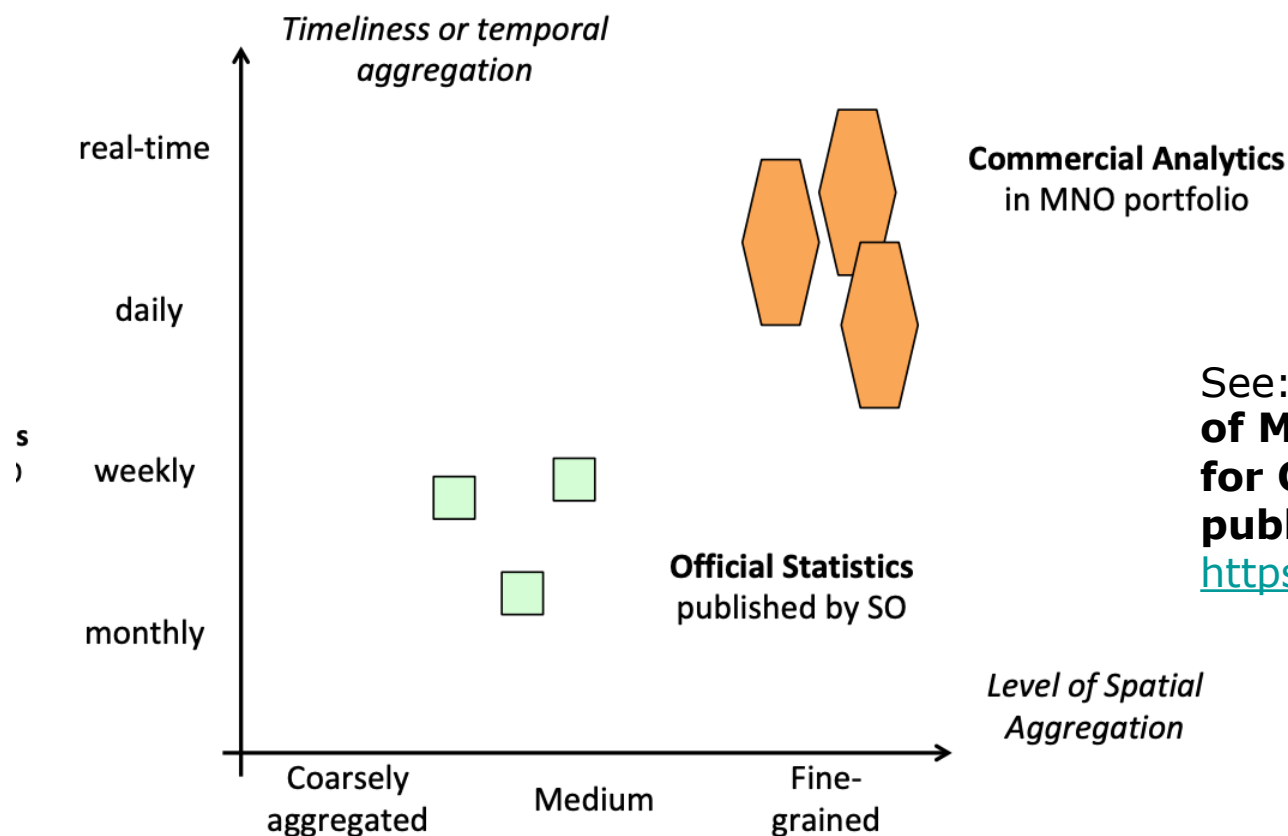 Timeliness or temporal
aggregation
real-time
Commercial Analytics
in MNO portfolio
daily
See:
of M
for O
publ
https
s
weekly
Official Statistics
published by SO
monthly
Level of Spatial
Aggregation
Coarsely
aggregated
Medium
Fine-
grained